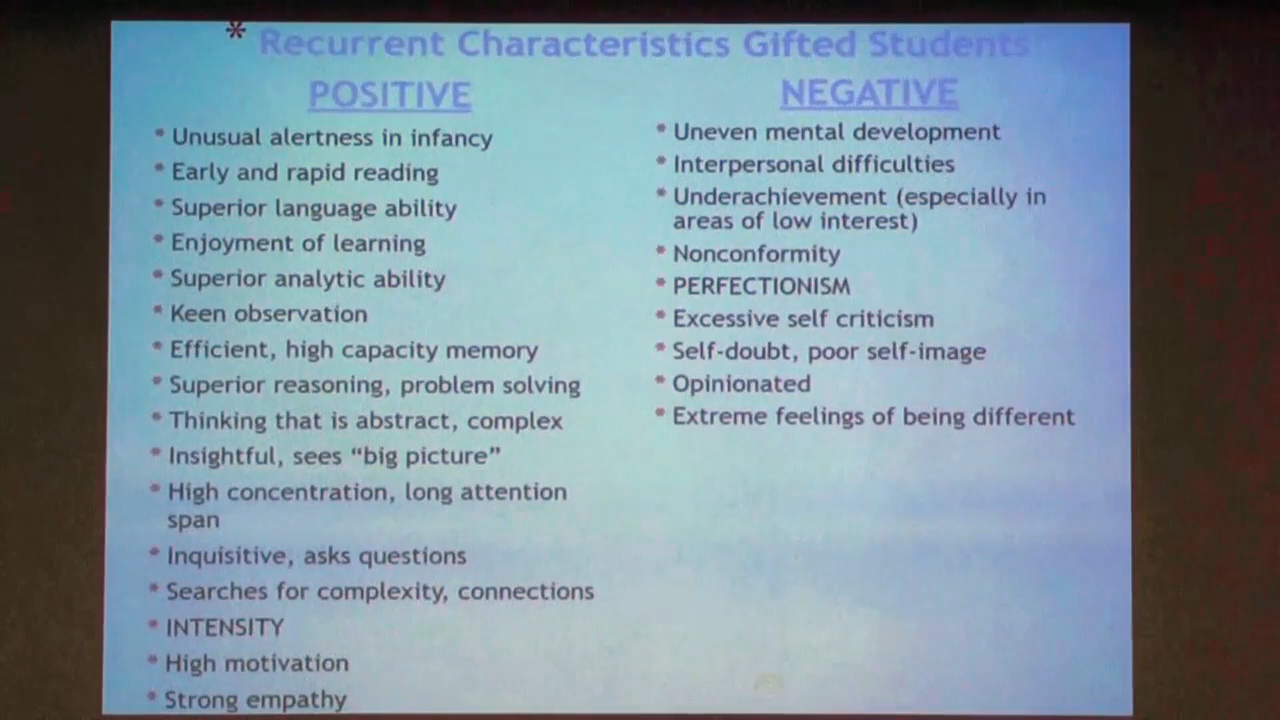 * Recurrent Characteristics Gifted Students
POSITIVE
* Unusual alertness in infancy
* Early and rapid reading
* Superior language ability
* Enjoyment of learning
* Superior analytic ability
* Keen observation
* Efficient, high capacity memory
* Superior reasoning, problem solving
* Thinking that is abstract, complex
* Insightful, sees “big picture”
* High concentration, long attention
span
* Inquisitive, asks questions
* Searches for complexity, connections
* INTENSITY
* High motivation
* Strong empathy
NEGATIVE
* Uneven mental development
* Interpersonal difficulties
* Underachievement (especially in
areas of low interest)
* Nonconformity
* PERFECTIONISM
* Excessive self criticism
* Self-doubt, poor self-image
* Opinionated
* Extreme feelings of being different